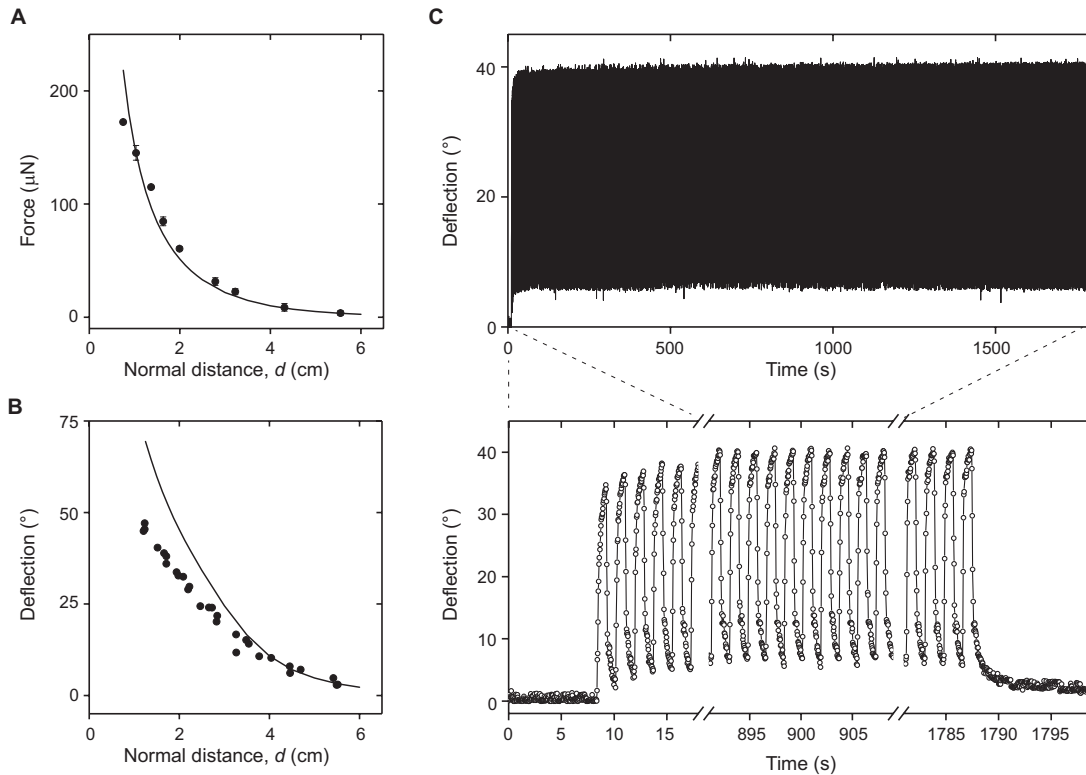 A
200
100
0
Force (μN)
0 2 4 6
Normal distance, d (cm)
B
75
50
25
0
Deflection (°)
0 2 4 6
Normal distance, d (cm)
C
40
20
0
Deflection (°)
0 500 1000 1500
Time (s)
40
30
20
10
0
Deflection (°)
0 5 10 15 895 900 905 1785 1790 1795
Time (s)